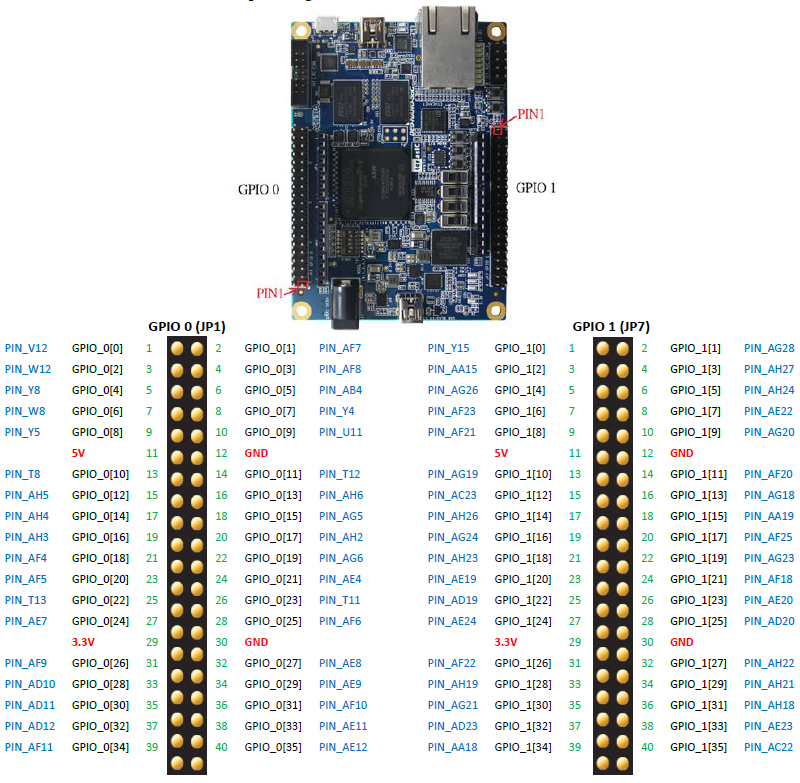 PIN1
GPIO 0
GPIO 1
PIN1
GPIO 0 (JP1) GPIO 1 (JP7)
PIN_V12 GPIO_0[0] 1 2 GPIO_0[1] PIN_AF7 PIN_Y15 GPIO_1[0] 1 2 GPIO_1[1] PIN_AG28
PIN_W12 GPIO_0[2] 3 4 GPIO_0[3] PIN_AF8 PIN_AA15 GPIO_1[2] 3 4 GPIO_1[3] PIN_AH27
PIN_Y8 GPIO_0[4] 5 6 GPIO_0[5] PIN_AB4 PIN_AG26 GPIO_1[4] 5 6 GPIO_1[5] PIN_AH24
PIN_W8 GPIO_0[6] 7 8 GPIO_0[7] PIN_Y4 PIN_AF23 GPIO_1[6] 7 8 GPIO_1[7] PIN_AE22
PIN_Y5 GPIO_0[8] 9 10 GPIO_0[9] PIN_U11 PIN_AF21 GPIO_1[8] 9 10 GPIO_1[9] PIN_AG20
5V 11 12 GND 5V 11 12 GND
PIN_T8 GPIO_0[10] 13 14 GPIO_0[11] PIN_T12 PIN_AG19 GPIO_1[10] 13 14 GPIO_1[11] PIN_AF20
PIN_AH5 GPIO_0[12] 15 16 GPIO_0[13] PIN_AH6 PIN_AC23 GPIO_1[12] 15 16 GPIO_1[13] PIN_AG18
PIN_AH4 GPIO_0[14] 17 18 GPIO_0[15] PIN_AG5 PIN_AH26 GPIO_1[14] 17 18 GPIO_1[15] PIN_AA19
PIN_AH3 GPIO_0[16] 19 20 GPIO_0[17] PIN_AH2 PIN_AG24 GPIO_1[16] 19 20 GPIO_1[17] PIN_AF25
PIN_AF4 GPIO_0[18] 21 22 GPIO_0[19] PIN_AG6 PIN_AH23 GPIO_1[18] 21 22 GPIO_1[19] PIN_AG23
PIN_AF5 GPIO_0[20] 23 24 GPIO_0[21] PIN_AE4 PIN_AE19 GPIO_1[20] 23 24 GPIO_1[21] PIN_AF18
PIN_T13 GPIO_0[22] 25 26 GPIO_0[23] PIN_T11 PIN_AD19 GPIO_1[22] 25 26 GPIO_1[23] PIN_AE20
PIN_AE7 GPIO_0[24] 27 28 GPIO_0[25] PIN_AF6 PIN_AE24 GPIO_1[24] 27 28 GPIO_1[25] PIN_AD20
3.3V 29 30 GND 3.3V 29 30 GND
PIN_AF9 GPIO_0[26] 31 32 GPIO_0[27] PIN_AE8 PIN_AF22 GPIO_1[26] 31 32 GPIO_1[27] PIN_AH22
PIN_AD10 GPIO_0[28] 33 34 GPIO_0[29] PIN_AE9 PIN_AH19 GPIO_1[28] 33 34 GPIO_1[29] PIN_AH21
PIN_AD11 GPIO_0[30] 35 36 GPIO_0[31] PIN_AF10 PIN_AG21 GPIO_1[30] 35 36 GPIO_1[31] PIN_AH18
PIN_AD12 GPIO_0[32] 37 38 GPIO_0[33] PIN_AE11 PIN_AD23 GPIO_1[32] 37 38 GPIO_1[33] PIN_AE23
PIN_AF11 GPIO_0[34] 39 40 GPIO_0[35] PIN_AE12 PIN_AA18 GPIO_1[34] 39 40 GPIO_1[35] PIN_AC22